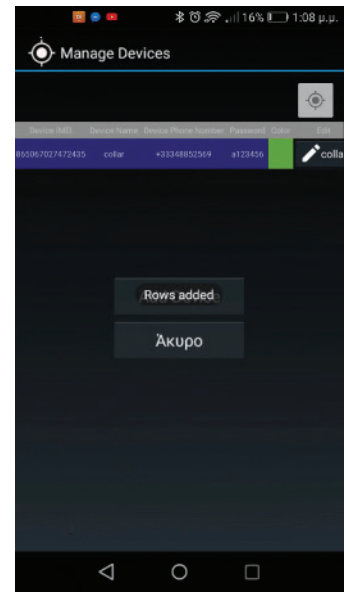 16% 1:08 μ.μ.
Manage Devices
Device IMEI Device Name Device Phone Number Password Color Edit
865067027472435 collar +33348852569 a123456 colla
Rows added
Άκυρο